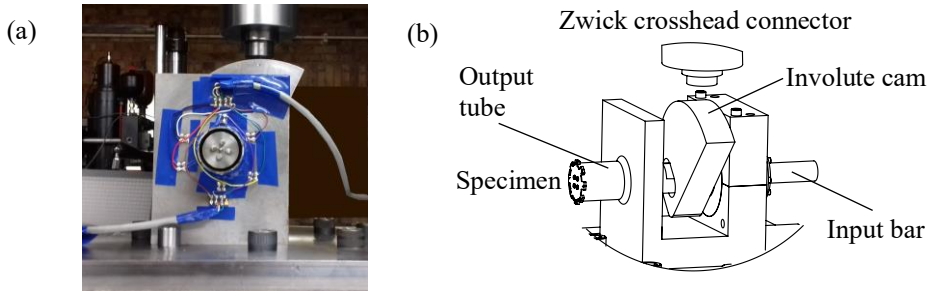 (a)
(b)
Zwick crosshead connector
Output
tube
Involute cam
Specimen
Input bar